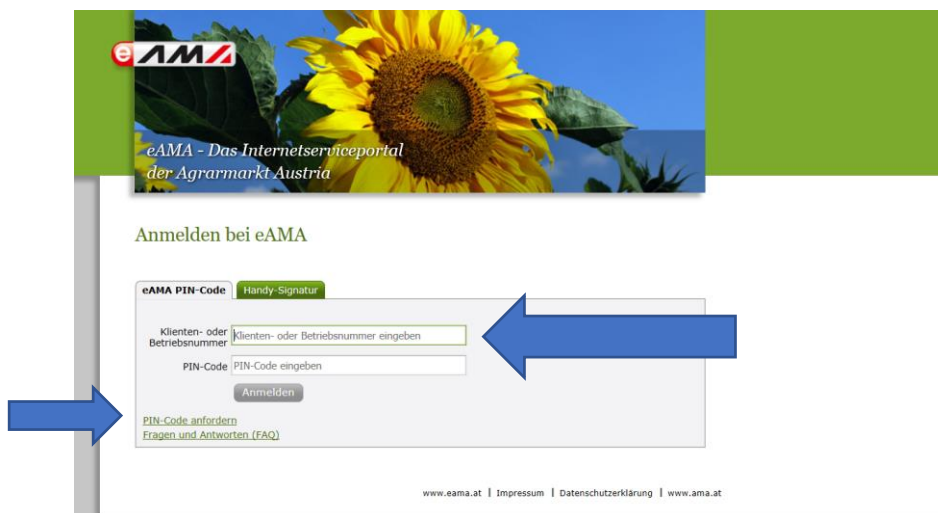 eAMA
eAMA - Das Internetserviceportal
der Agrarmarkt Austria
Anmelden bei eAMA
eAMA PIN-Code
Handy-Signatur
Klienten- oder
Betriebsnummer
Klienten- oder Betriebsnummer eingeben
PIN-Code
PIN-Code eingeben
Anmelden
PIN-Code anfordern
Fragen und Antworten (FAQ)
www.eama.at | Impressum | Datenschutzerklärung | www.ama.at